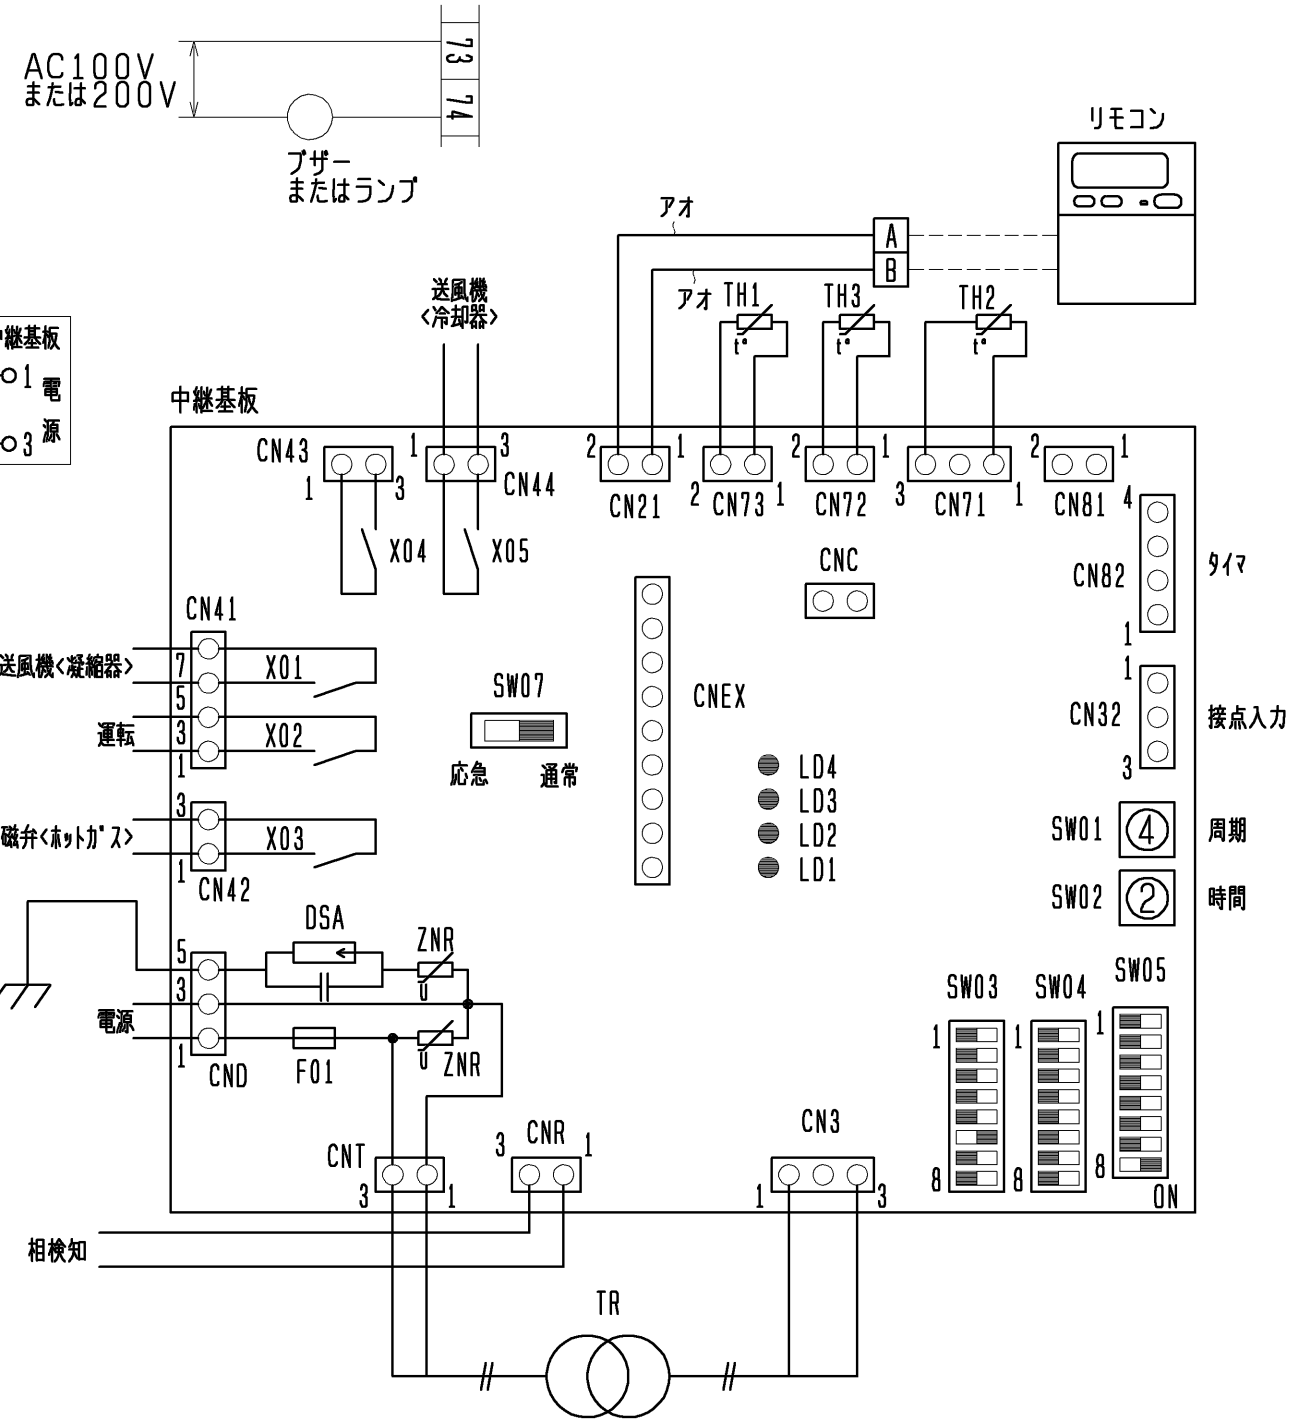 AC100V
または200V
73
74
ブザー
またはランプ
リモコン
アオ
A
B
アオ
送風機
<冷却器>
TH1
t°
TH3
t°
TH2
t°
継基板
1
電
源
3
中継基板
CN43
1
3
1
3
CN44
2
1
CN21
2
CN73
1
2
1
CN72
3
CN71
1
2
1
CN81
4
CN82
1
タイマ
X04
X05
CNC
CN41
送風機<凝縮器>
7
5
X01
運転
3
1
X02
SW07
応急
通常
CNEX
1
CN32
3
接点入力
LD4
LD3
LD2
LD1
SW01
4
周期
SW02
2
時間
磁弁<ホットガス>
3
1
X03
CN42
DSA
ZNR
U
5
3
電源
1
CND
F01
U
ZNR
SW03
1
8
SW04
1
8
SW05
1
8
ON
CNT
3
1
3
CNR
1
CN3
1
3
相検知
TR